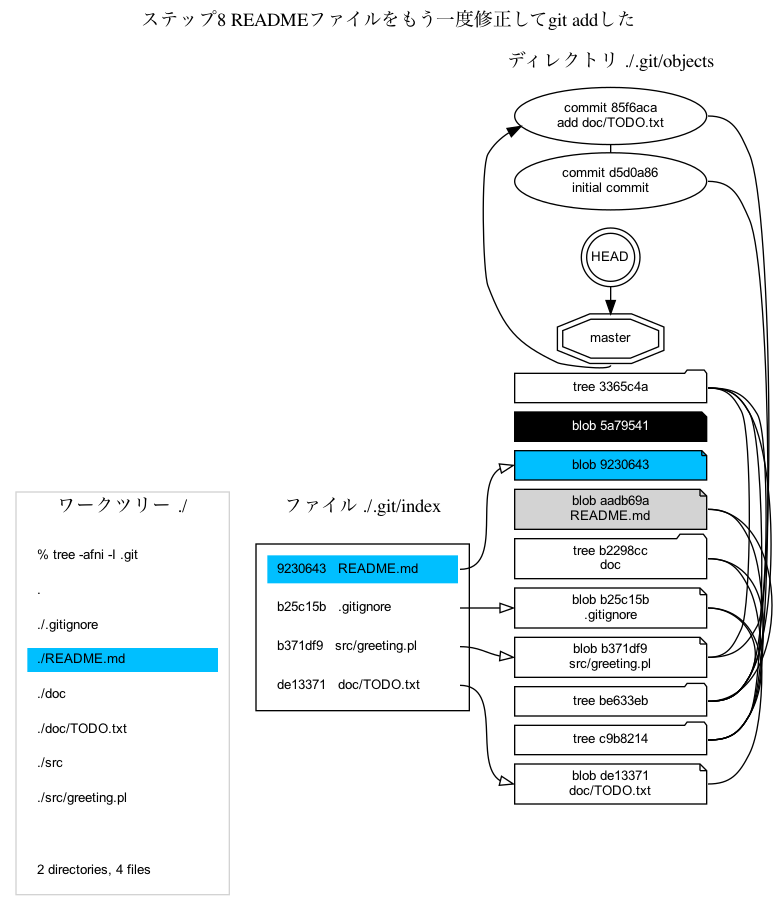 ステップ8 READMEファイルをもう一度修正してgit addした
ディレクトリ ./.git/objects
commit 85f6aca
add doc/TODO.txt
commit d5d0a86
initial commit
HEAD
master
tree 3365c4a
blob 5a79541
blob 9230643
blob aadb69a
README.md
tree b2298cc
doc
blob b25c15b
.gitignore
blob b371df9
src/greeting.pl
tree be633eb
tree c9b8214
blob de13371
doc/TODO.txt
ファイル ./.git/index
9230643 README.md
b25c15b .gitignore
b371df9 src/greeting.pl
de13371 doc/TODO.txt
ワークツリー ./
% tree -afni -I .git
.
./.gitignore
./README.md
./doc
./doc/TODO.txt
./src
./src/greeting.pl
2 directories, 4 files